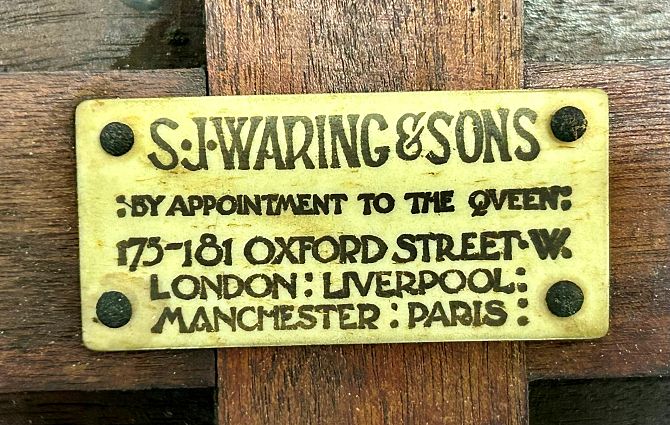 S·J·WARING & SONS
:BY APPOINTMENT TO THE QVEEN:
175-181 OXFORD STREET·W.
LONDON: LIVERPOOL:
MANCHESTER: PARIS: